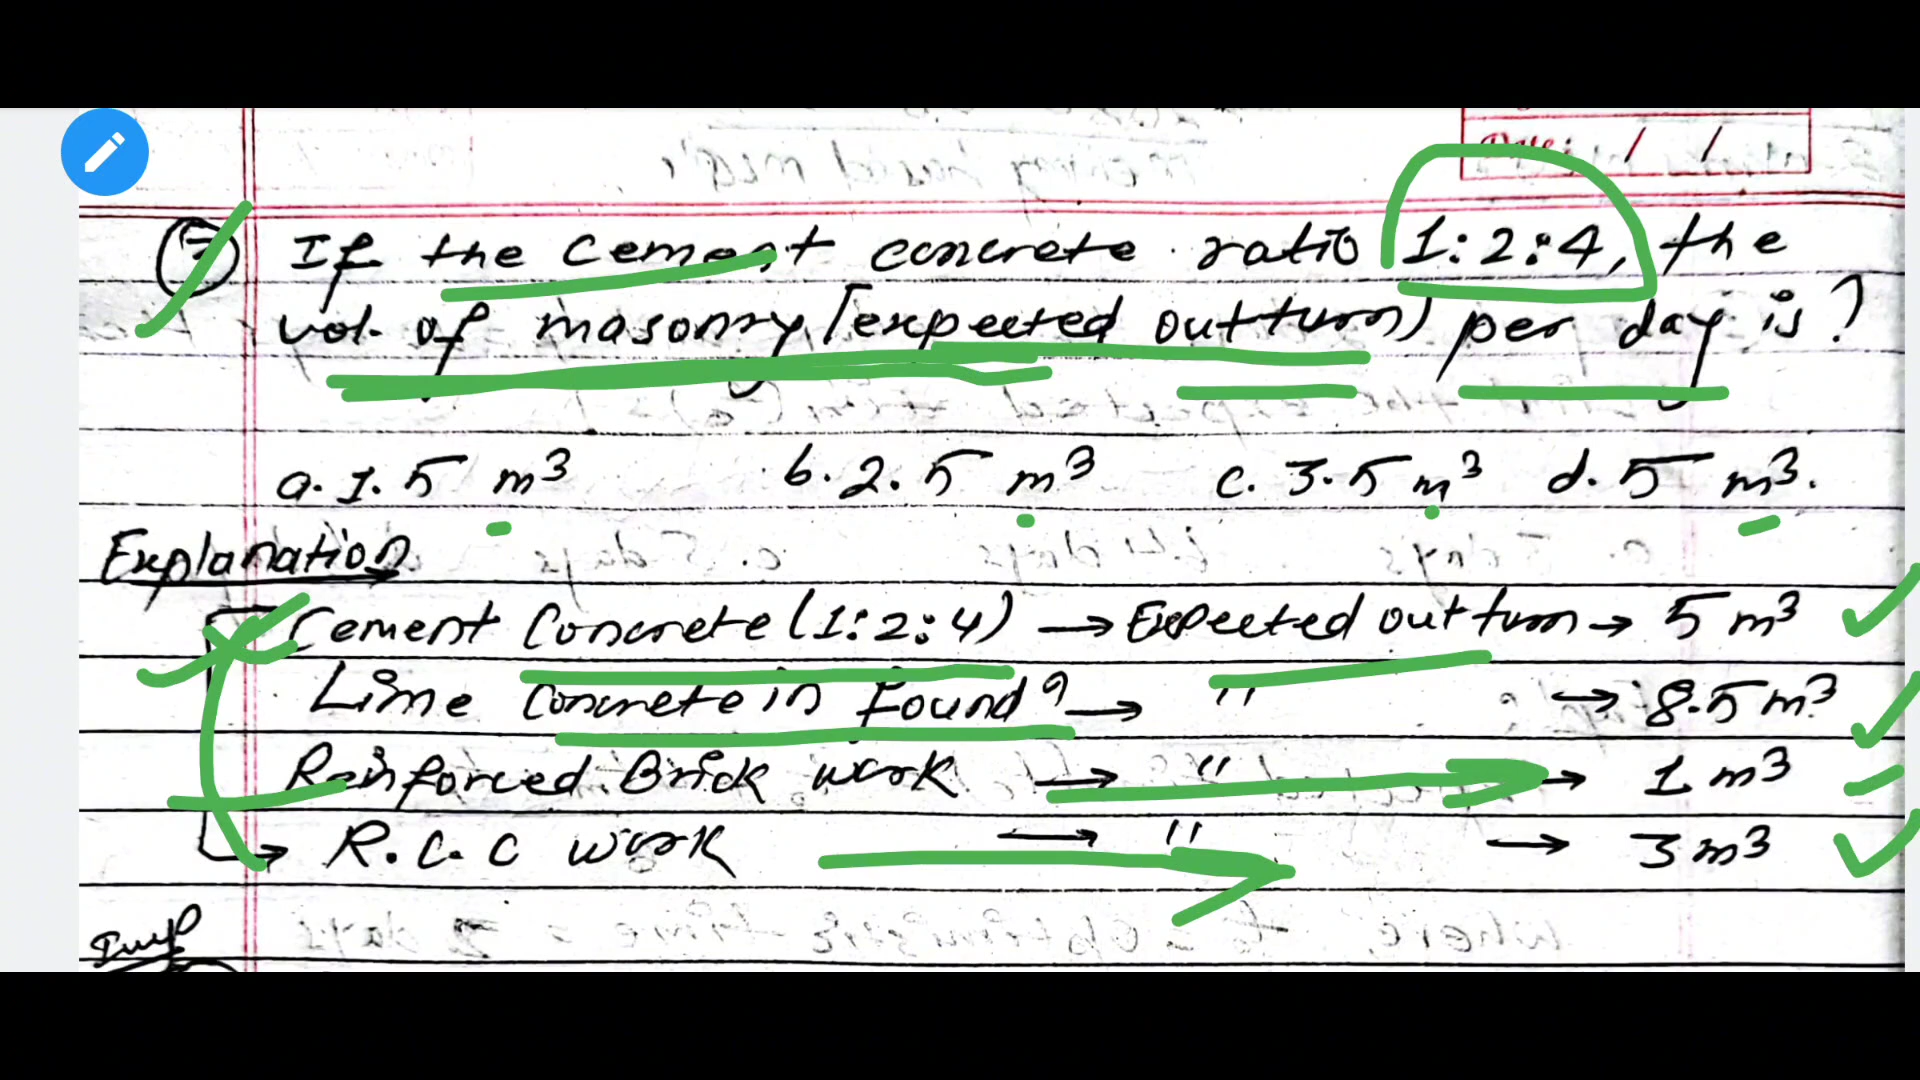 ⑦ If the cement concrete ratio 1:2:4, the
vol. of masonry (expected outturn) per day is?
a. 1.5 m³ b. 2.5 m³ c. 3.5 m³ d. 5 m³.
Explanation
Cement Concrete (1:2:4) → Expected outturn → 5 m³
Lime Concrete in found → " → 8.5 m³
Reinforced Brick work → " → 1 m³
→ R.C.C work → " → 3 m³
Imp